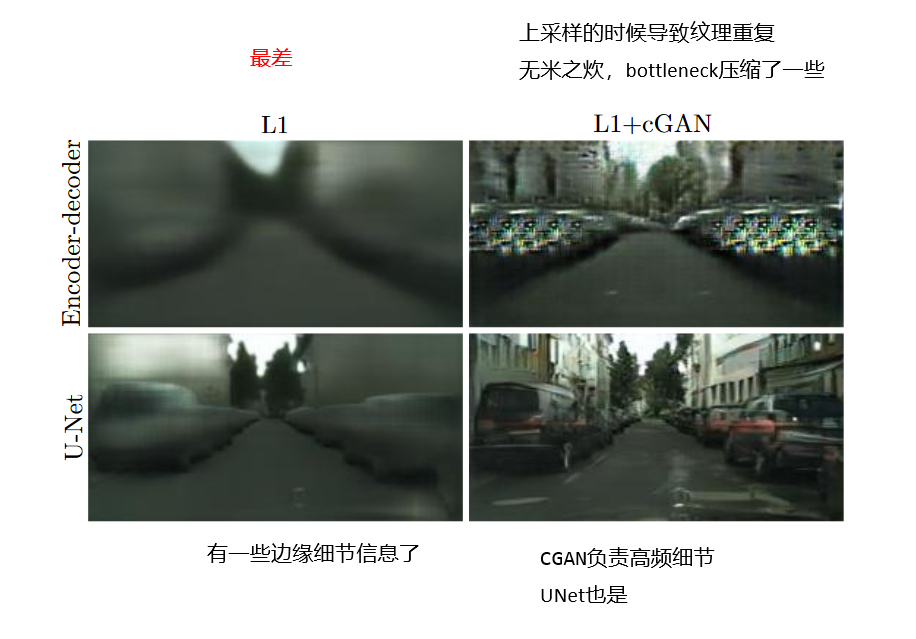 最差
上采样的时候导致纹理重复
无米之炊，bottleneck压缩了一些
L1
L1+cGAN
Encoder-decoder
U-Net
有一些边缘细节信息了
CGAN负责高频细节
UNet也是